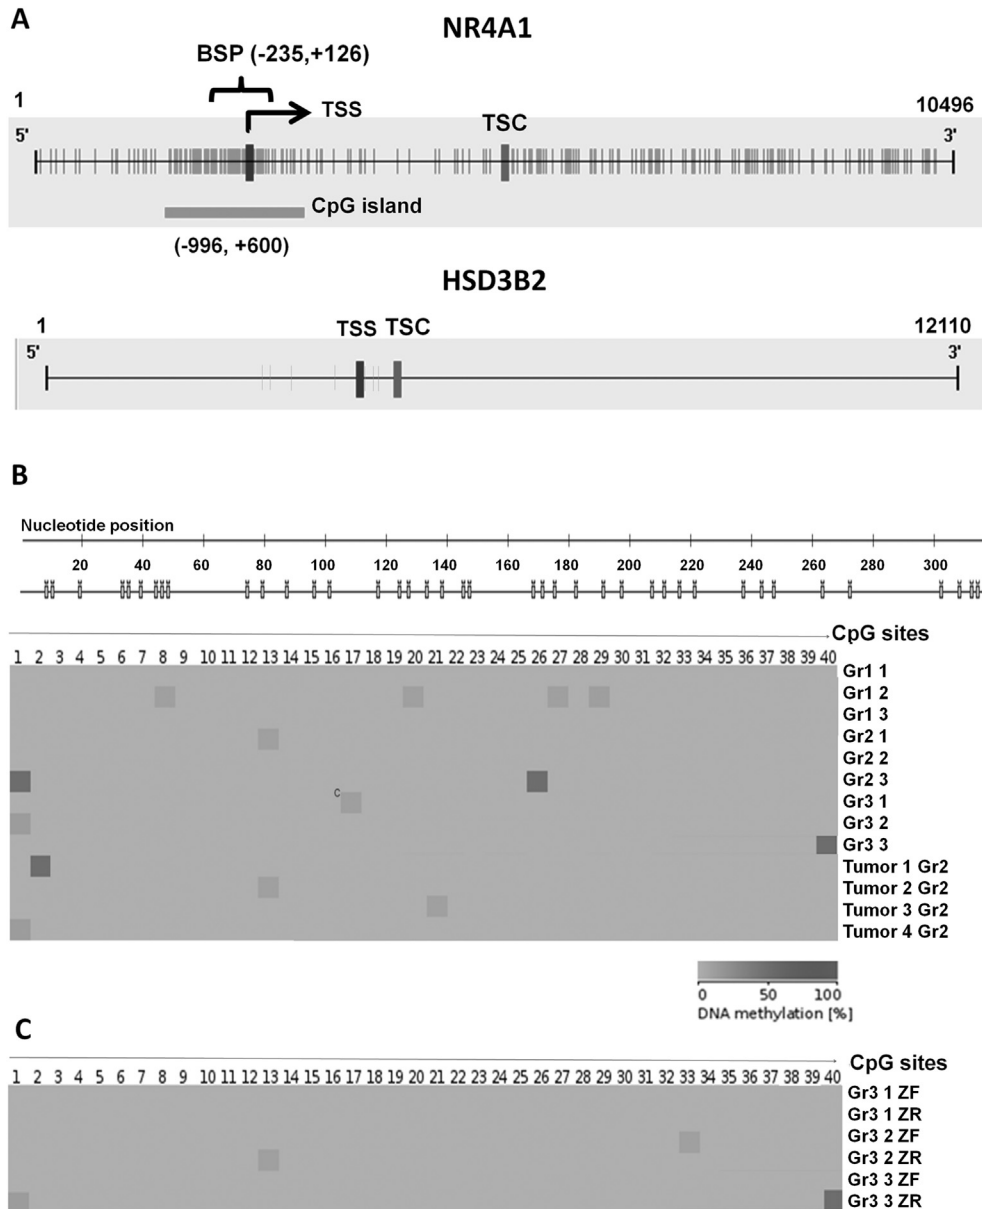 A
NR4A1
BSP (-235,+126)
1
TSS
10496
5'
TSC
3'
CpG island
(-996, +600)
HSD3B2
1
TSS
TSC
12110
5'
3'
B
Nucleotide position
20 40 60 80 100 120 140 160 180 200 220 240 260 280 300
CpG sites
1 2 3 4 5 6 7 8 9 10 11 12 13 14 15 16 17 18 19 20 21 22 23 24 25 26 27 28 29 30 31 32 33 34 35 36 37 38 39 40
Gr1 1
Gr1 2
Gr1 3
Gr2 1
Gr2 2
Gr2 3
c
Gr3 1
Gr3 2
Gr3 3
Tumor 1 Gr2
Tumor 2 Gr2
Tumor 3 Gr2
Tumor 4 Gr2
0 50 100
DNA methylation [%]
C
CpG sites
1 2 3 4 5 6 7 8 9 10 11 12 13 14 15 16 17 18 19 20 21 22 23 24 25 26 27 28 29 30 31 32 33 34 35 36 37 38 39 40
Gr3 1 ZF
Gr3 1 ZR
Gr3 2 ZF
Gr3 2 ZR
Gr3 3 ZF
Gr3 3 ZR